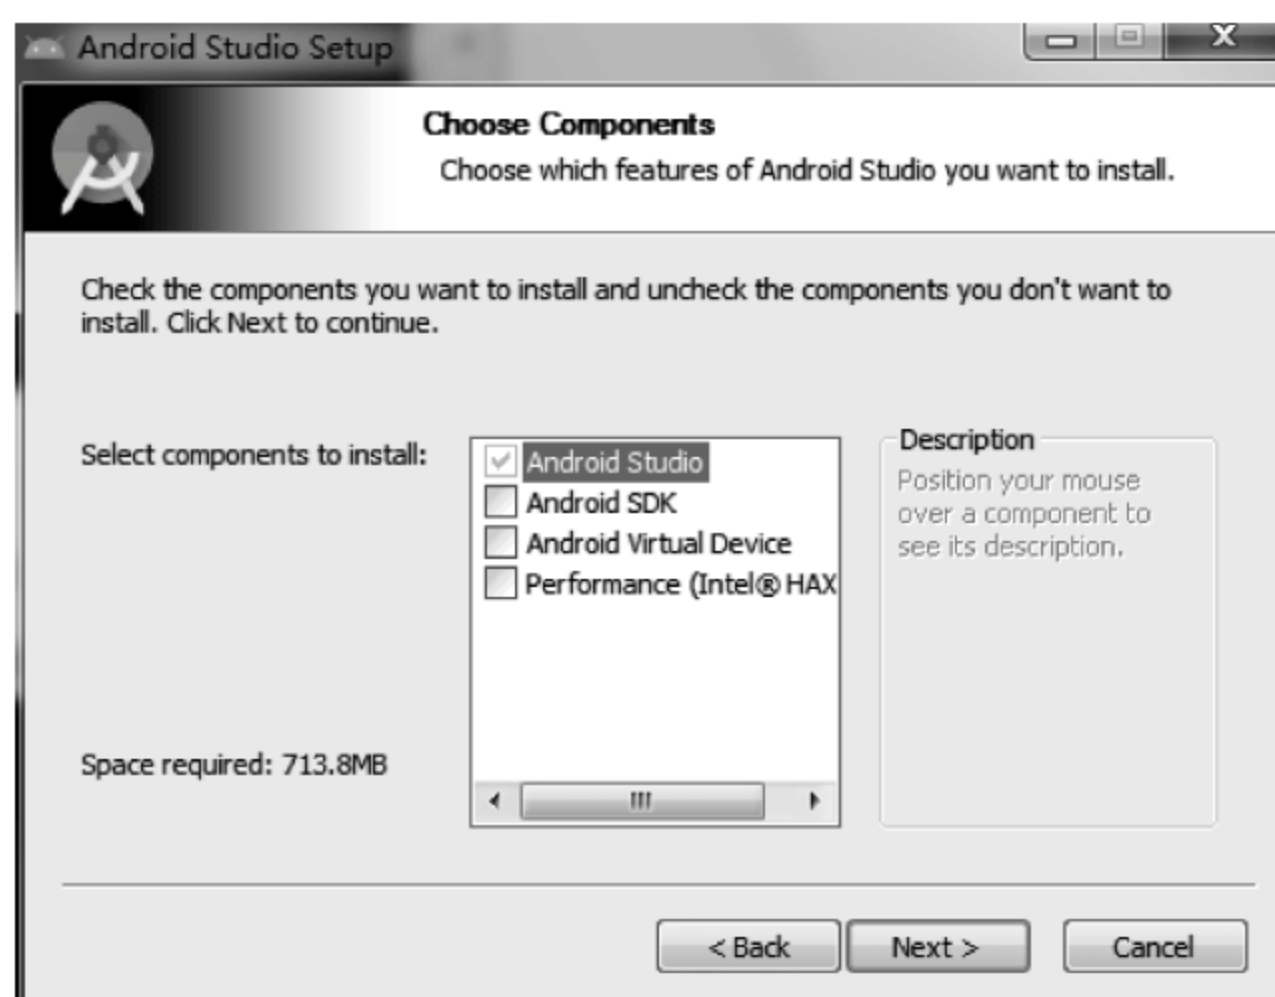 Android Studio Setup
Choose Components
Choose which features of Android Studio you want to install.
Check the components you want to install and uncheck the components you don't want to
install. Click Next to continue.
Select components to install:
Android Studio
Android SDK
Android Virtual Device
Performance (Intel® HAX
Description
Position your mouse
over a component to
see its description.
Space required: 713.8MB
< Back
Next >
Cancel